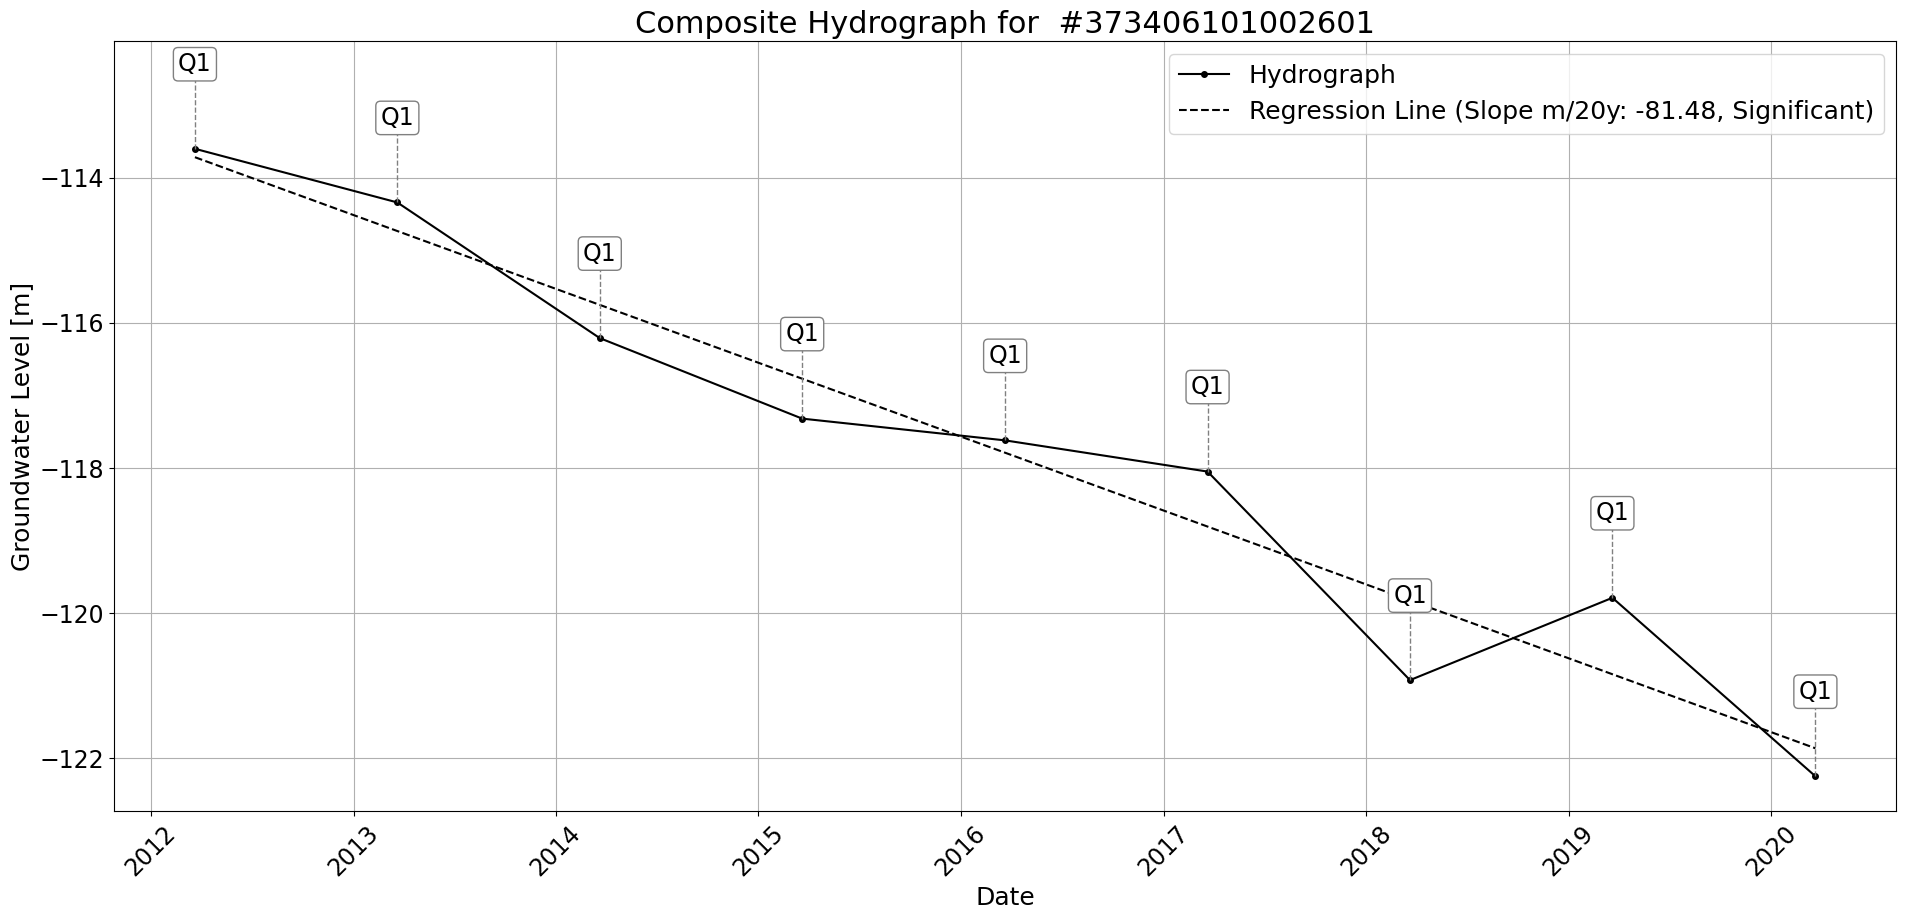 Composite Hydrograph for  #373406101002601
Q1
Hydrograph
Regression Line (Slope m/20y: -81.48, Significant)
Q1
−114
Q1
−116
Q1
Q1
Q1
−118
Q1
Q1
−120
Q1
−122
Groundwater Level [m]
2012
2013
2014
2015
2016
2017
2018
2019
2020
Date